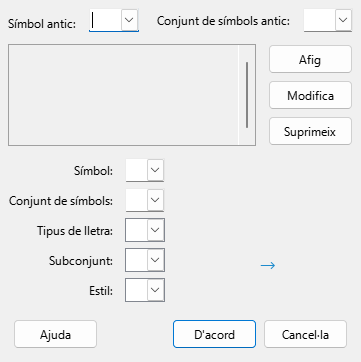 Símbol antic: Conjunt de símbols antic:
Afig
Modifica
Suprimeix
Símbol:
Conjunt de símbols:
Tipus de lletra:
Subconjunt:
Estil:
→
Ajuda D'acord Cancel·la